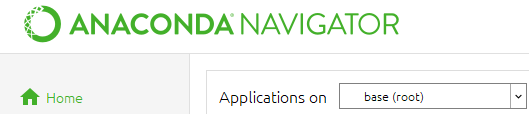 ANACONDA NAVIGATOR
Home
Applications on base (root)